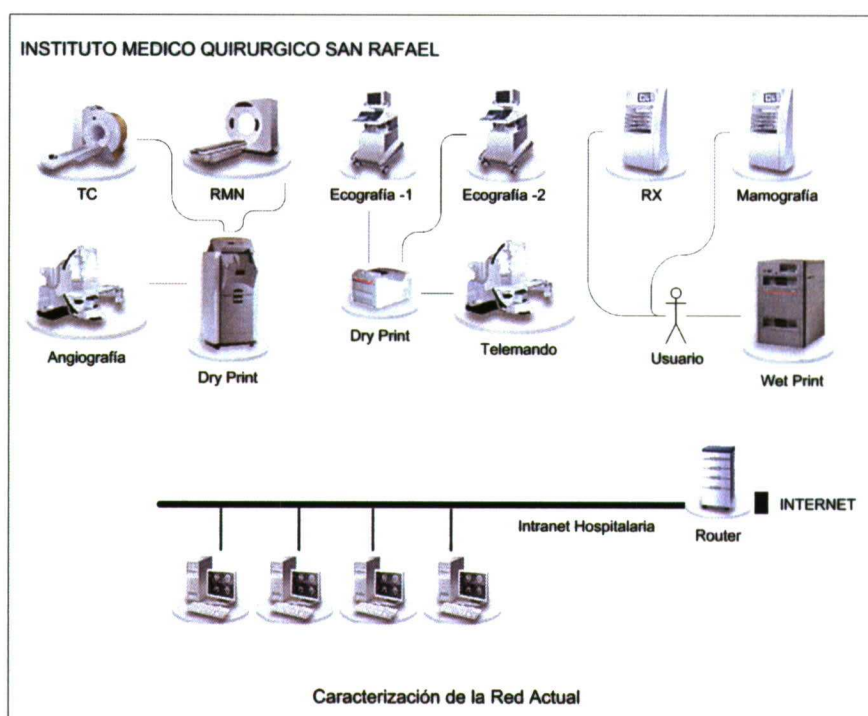 INSTITUTO MEDICO QUIRURGICO SAN RAFAEL
TC
RMN
Ecografía -1
Ecografía -2
RX
Mamografía
Angiografía
Dry Print
Dry Print
Telemando
Usuario
Wet Print
Intranet Hospitalaria
Router
INTERNET
Caracterización de la Red Actual